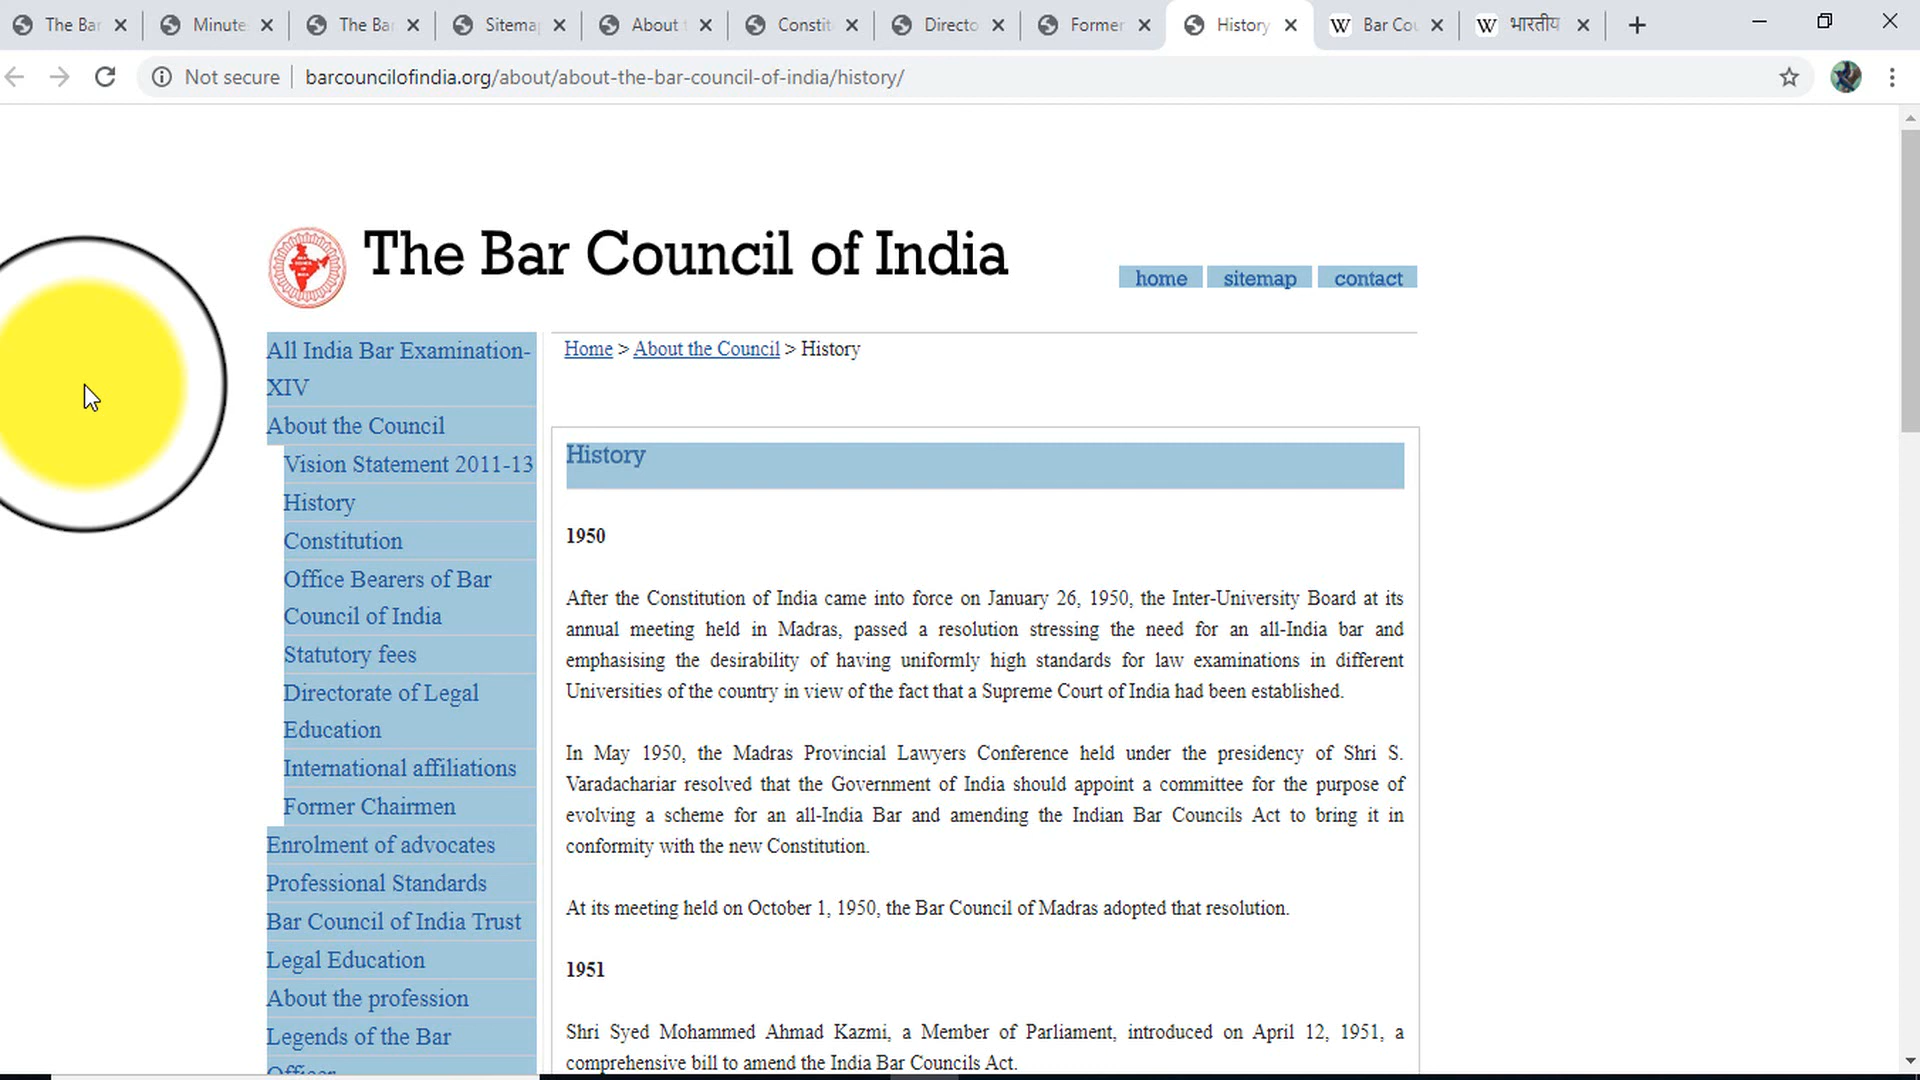 The Bar
Minute
The Bar
Sitemap
About t
Constit
Directo
Former
History
Bar Cou
भारतीय
Not secure
barcouncilofindia.org/about/about-the-bar-council-of-india/history/
The Bar Council of India
home sitemap contact
All India Bar Examination-
XIV
About the Council
Vision Statement 2011-13
History
Constitution
Office Bearers of Bar
Council of India
Statutory fees
Directorate of Legal
Education
International affiliations
Former Chairmen
Enrolment of advocates
Professional Standards
Bar Council of India Trust
Legal Education
About the profession
Legends of the Bar
Home > About the Council > History
History
1950
After the Constitution of India came into force on January 26, 1950, the Inter-University Board at its
annual meeting held in Madras, passed a resolution stressing the need for an all-India bar and
emphasising the desirability of having uniformly high standards for law examinations in different
Universities of the country in view of the fact that a Supreme Court of India had been established.
In May 1950, the Madras Provincial Lawyers Conference held under the presidency of Shri S.
Varadachariar resolved that the Government of India should appoint a committee for the purpose of
evolving a scheme for an all-India Bar and amending the Indian Bar Councils Act to bring it in
conformity with the new Constitution.
At its meeting held on October 1, 1950, the Bar Council of Madras adopted that resolution.
1951
Shri Syed Mohammed Ahmad Kazmi, a Member of Parliament, introduced on April 12, 1951, a
comprehensive bill to amend the India Bar Councils Act.